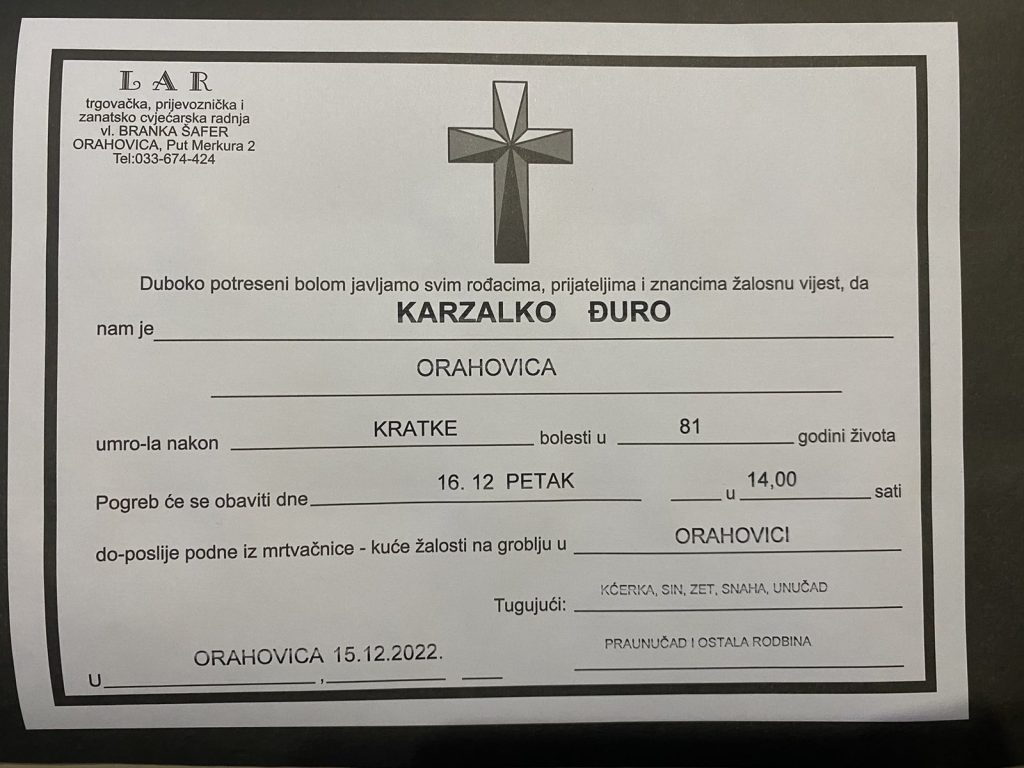 LAR
trgovačka, prijevoznička i
zanatsko cvjećarska radnja
vl. BRANKA ŠAFER
ORAHOVICA, Put Merkura 2
Tel:033-674-424
Duboko potreseni bolom javljamo svim rođacima, prijateljima i znancima žalosnu vijest, da
nam je KARZALKO ĐURO
ORAHOVICA
umro-la nakon KRATKE bolesti u 81 godini života
Pogreb će se obaviti dne 16. 12 PETAK u 14,00 sati
do-poslije podne iz mrtvačnice - kuće žalosti na groblju u ORAHOVICI
Tugujući: KĆERKA, SIN, ZET, SNAHA, UNUČAD
PRAUNUČAD I OSTALA RODBINA
U ORAHOVICA 15.12.2022. ,